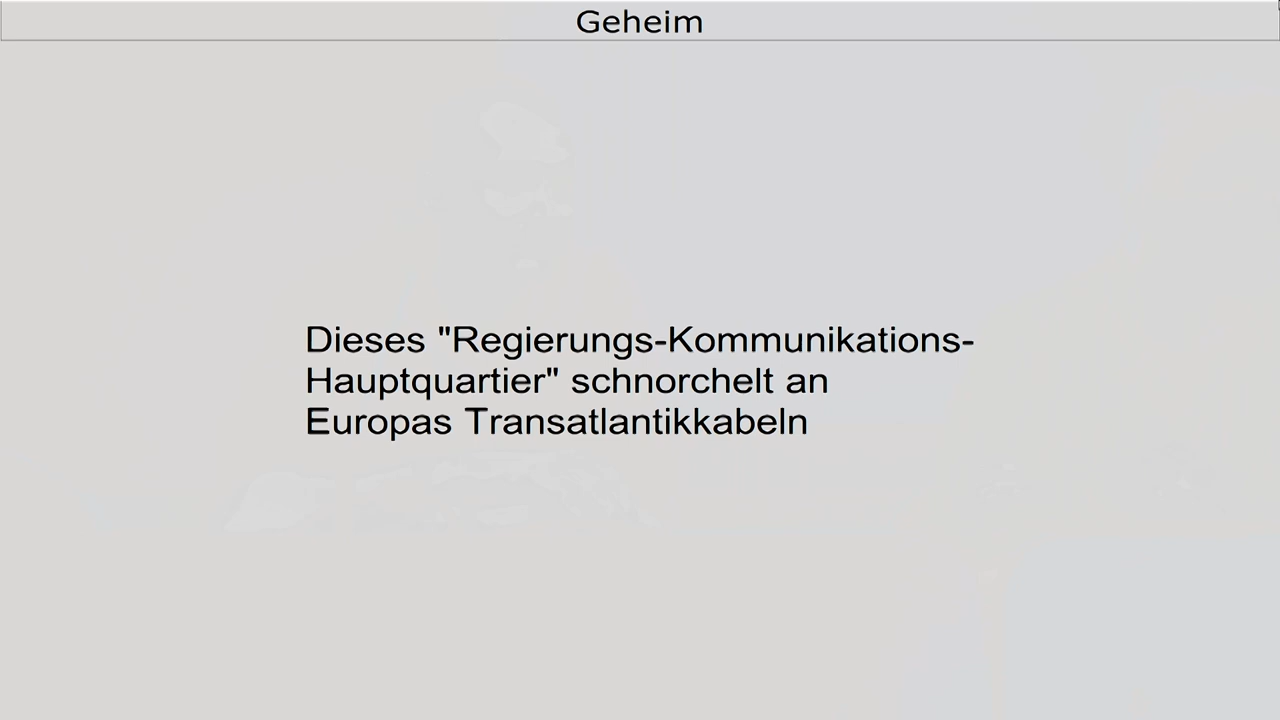 Geheim
Dieses "Regierungs-Kommunikations-
Hauptquartier" schnorchelt an
Europas Transatlantikkabeln